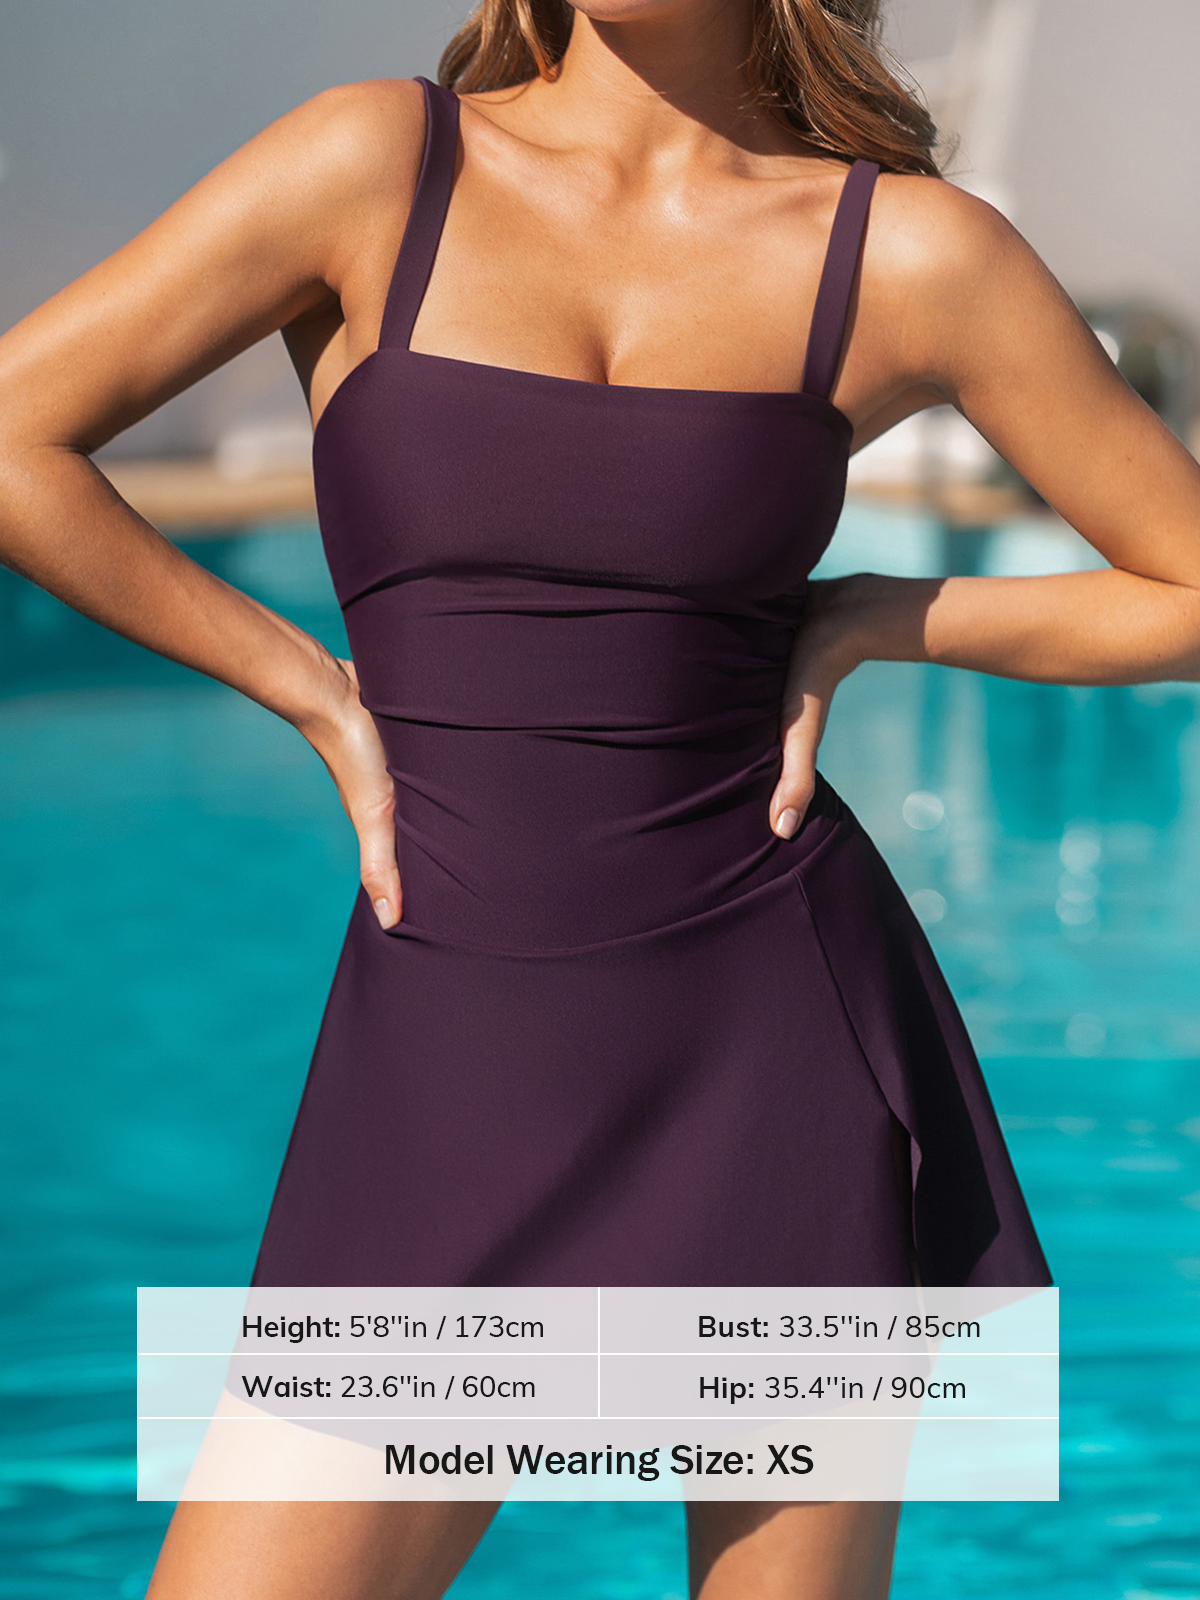 Height: 5'8''in / 173cm Bust: 33.5''in / 85cm
Waist: 23.6''in / 60cm Hip: 35.4''in / 90cm
Model Wearing Size: XS